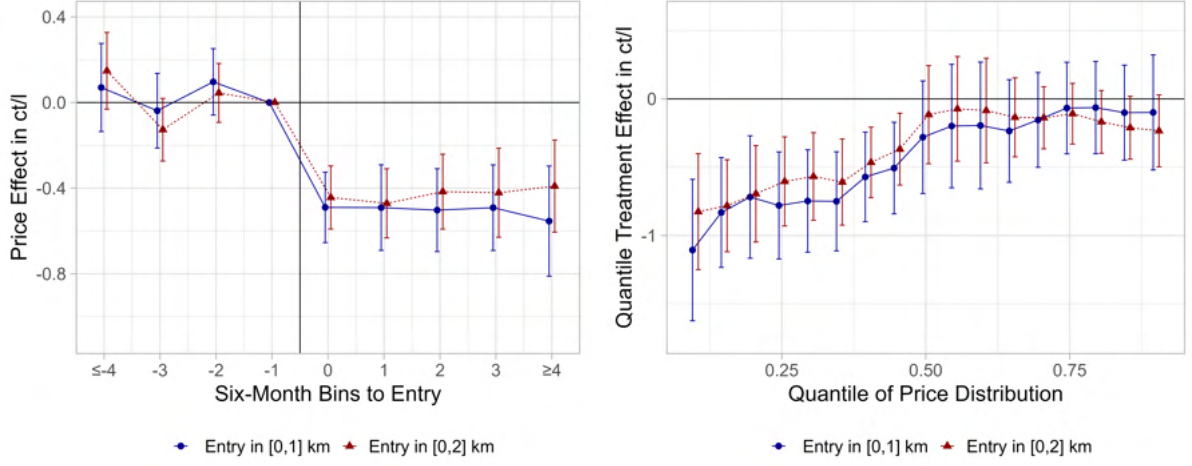 Price Effect in ct/l
0.4
0.0
-0.4
-0.8
≤-4 -3 -2 -1 0 1 2 3 ≥4
Six-Month Bins to Entry
Entry in [0,1] km Entry in [0,2] km
Quantile Treatment Effect in ct/l
0
-1
0.25 0.50 0.75
Quantile of Price Distribution
Entry in [0,1] km Entry in [0,2] km